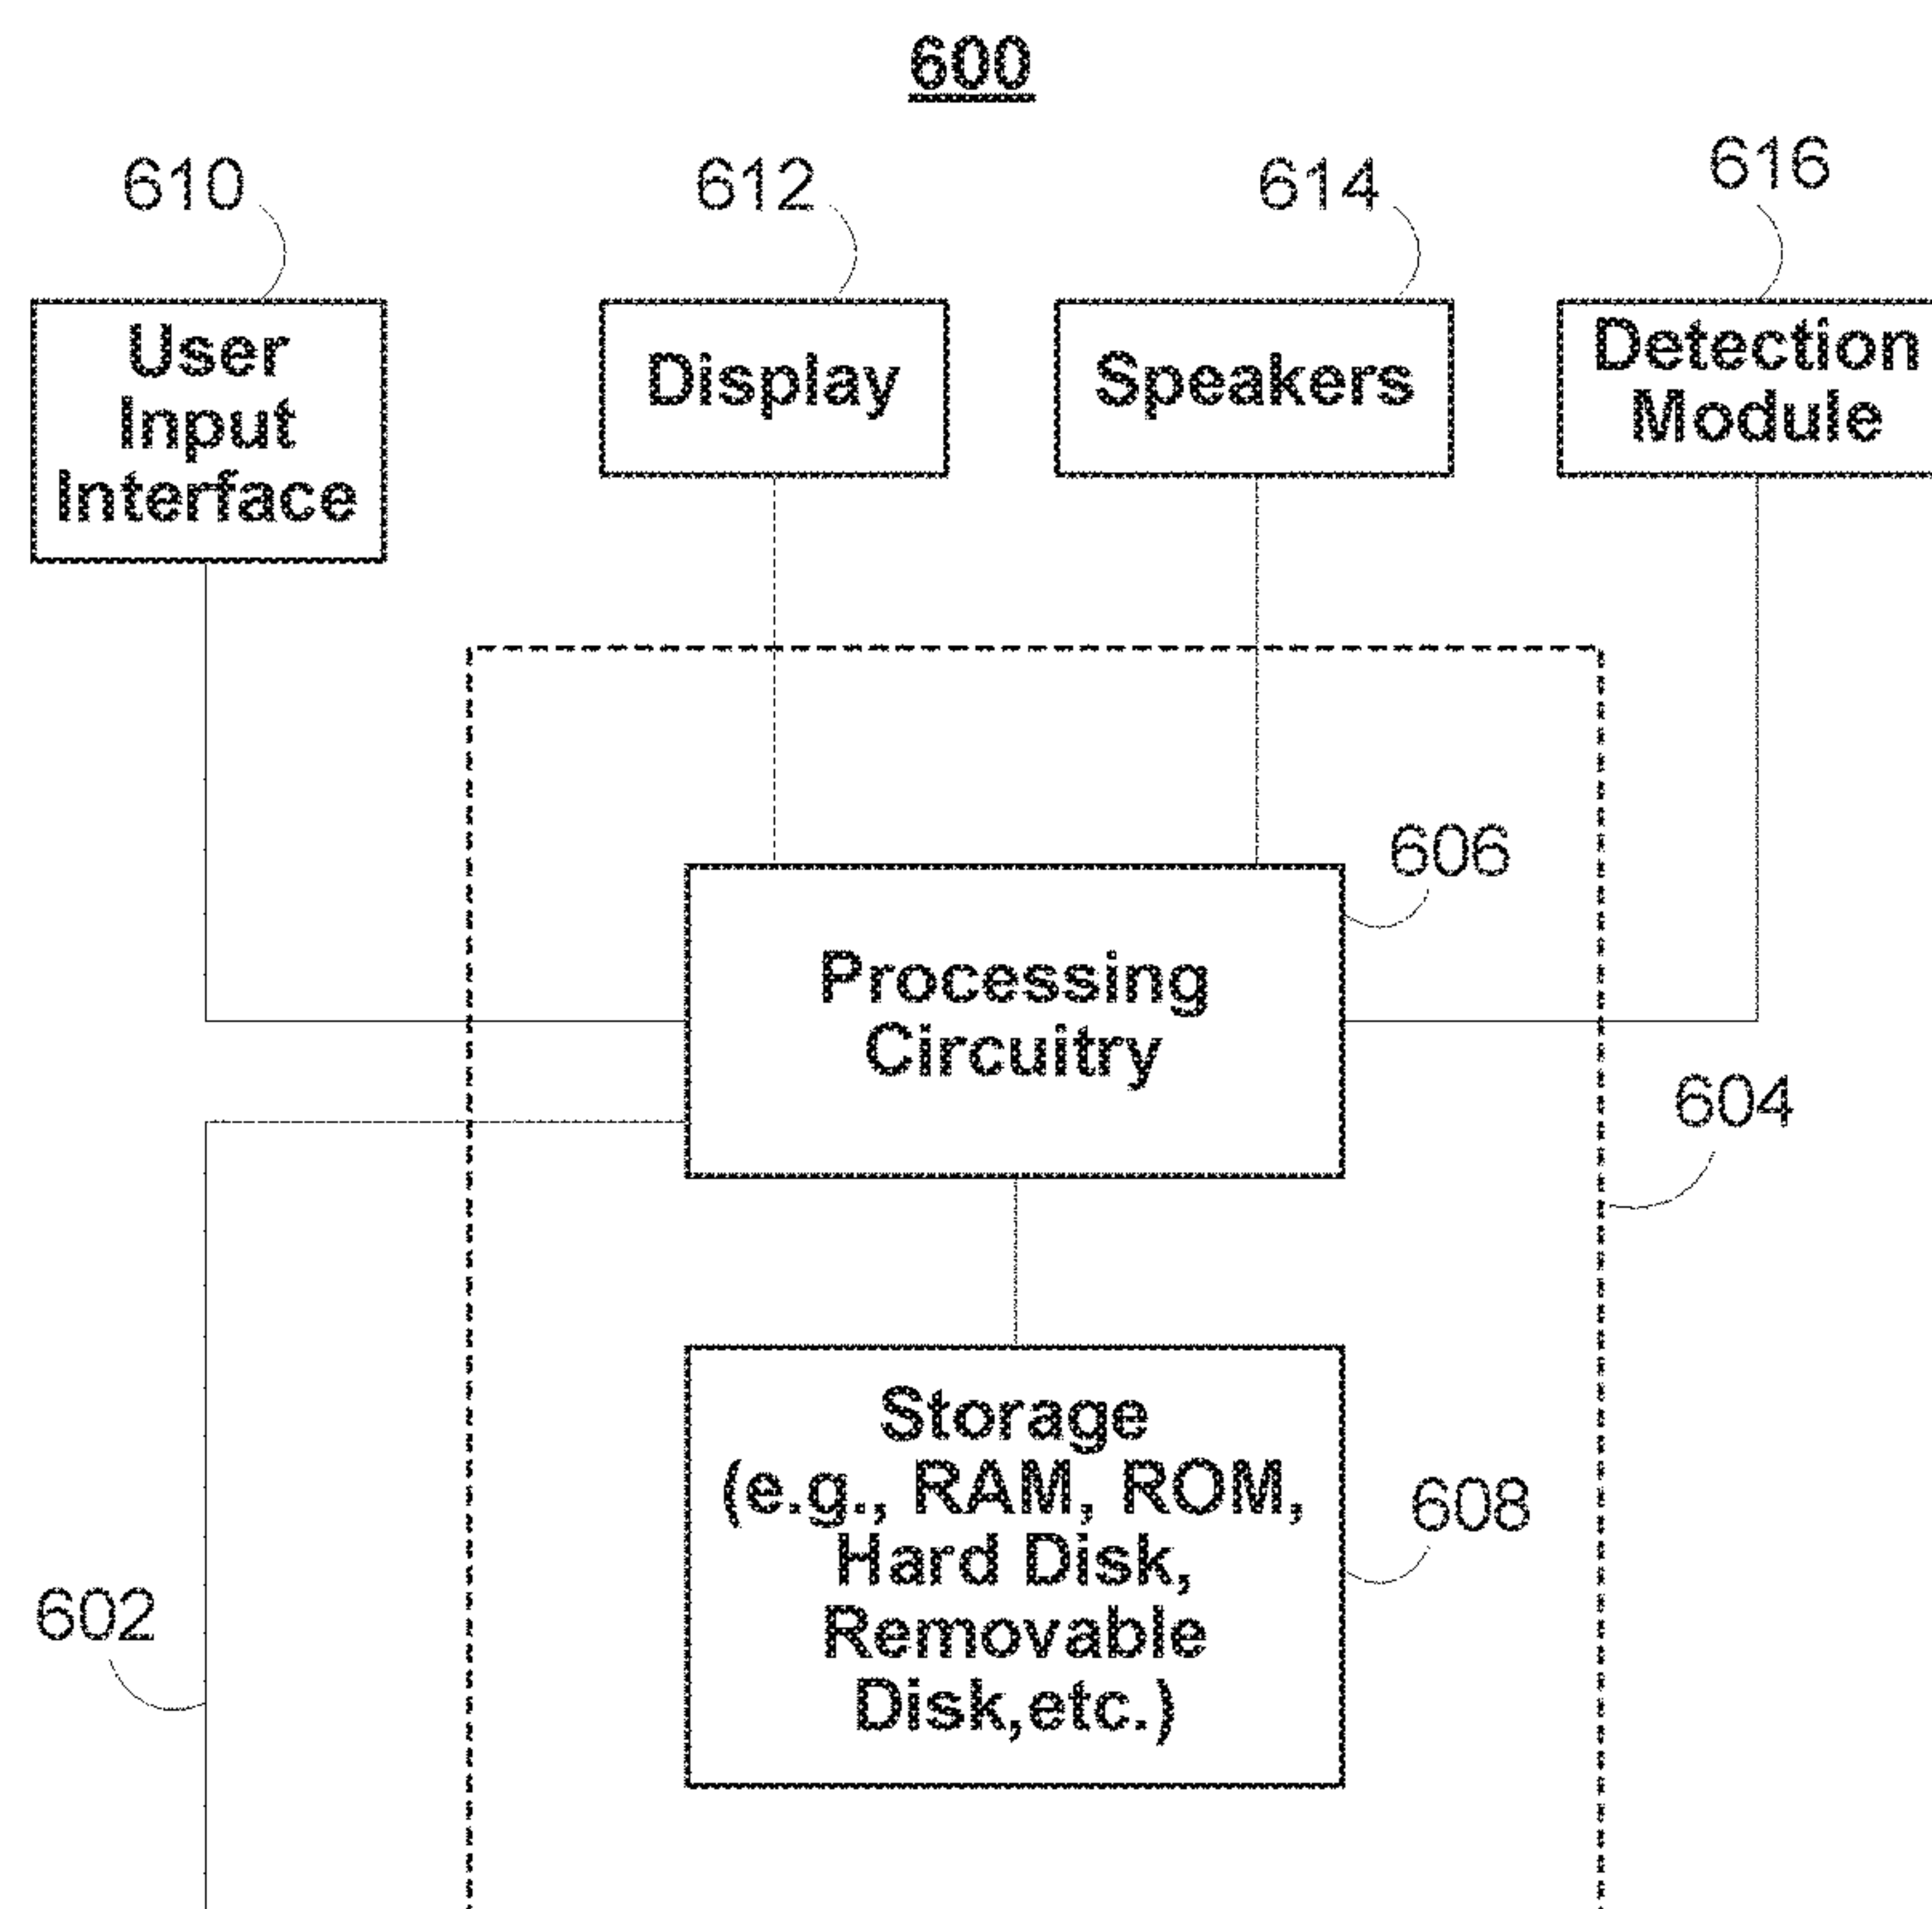 600
610
612
614
616
User
Input
Interface
Display
Speakers
Detection
Module
606
Processing
Circuitry
604
Storage
(e.g., RAM, ROM,
Hard Disk,
Removable
Disk,etc.)
608
602